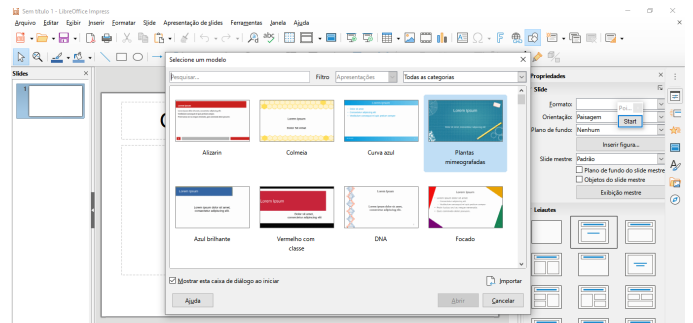 Sem título 1 - LibreOffice Impress
Arquivo Editar Exibir Inserir Formatar Slide Apresentação de slides Ferramentas Janela Ajuda
Slides
1
Selecione um modelo
Pesquisar...
Filtro
Apresentações
Todas as categorias
Alizarin
Colmeia
Curva azul
Plantas mimeografadas
Azul brilhante
Vermelho com classe
DNA
Focado
Mostrar esta caixa de diálogo ao iniciar
Importar
Ajuda
Abrir
Cancelar
Propriedades
Slide
Formato:
Poi...
Start
Orientação:
Paisagem
Plano de fundo:
Nenhum
Inserir figura...
Slide mestre:
Padrão
Plano de fundo do slide mestre
Objetos do slide mestre
Exibição mestre
Leiautes